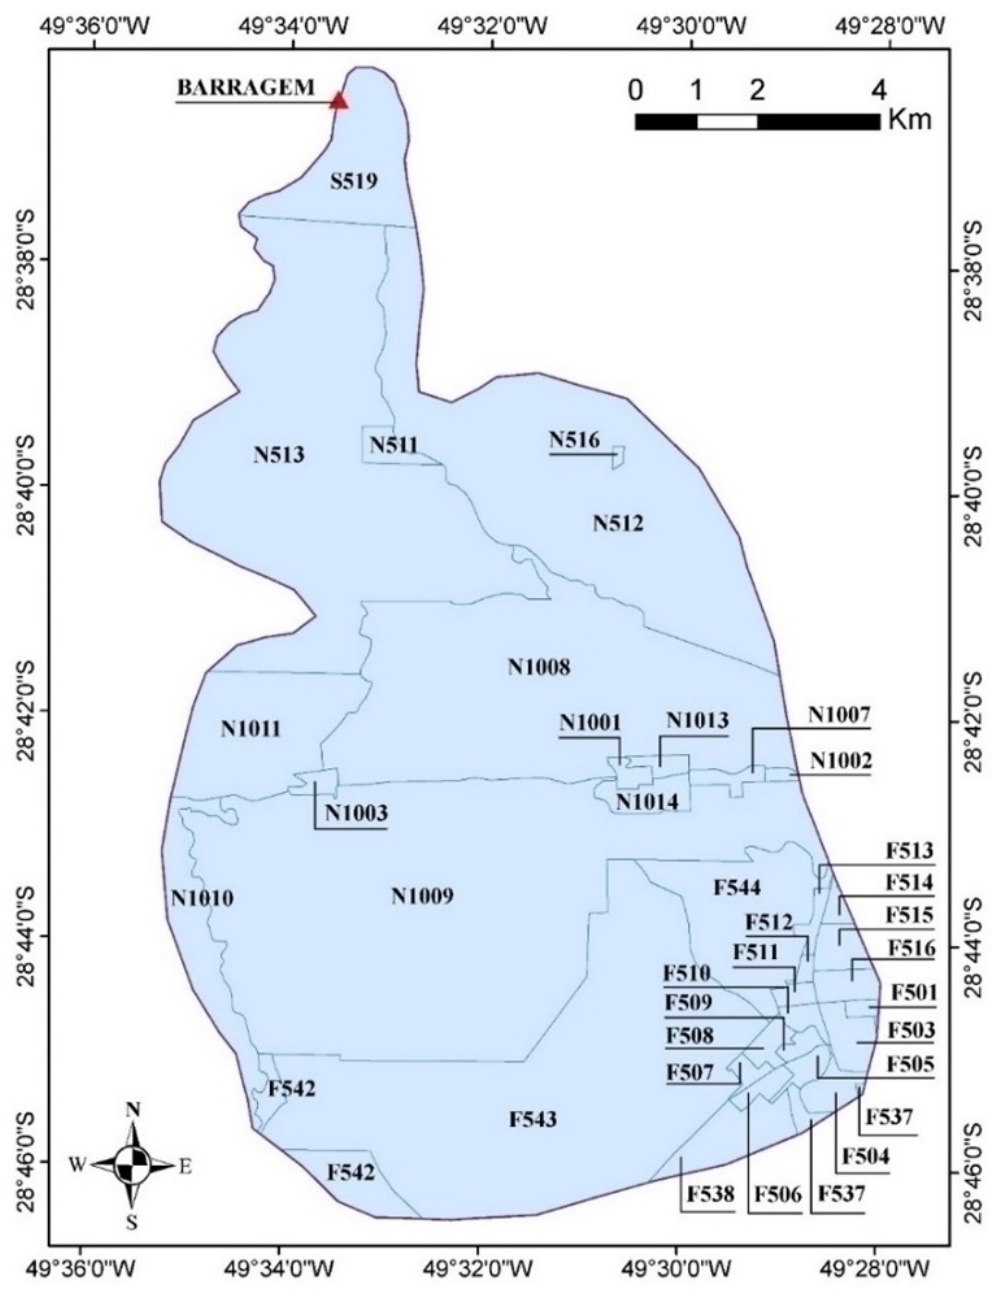 49°36'0"W 49°34'0"W 49°32'0"W 49°30'0"W 49°28'0"W
BARRAGEM
0 1 2 4
Km
S519
28°38'0"S 28°38'0"S
N513 N511 N516
N512
28°40'0"S 28°40'0"S
N1008
N1011 N1001 N1013 N1007
28°42'0"S 28°42'0"S
N1002
N1003 N1014
F513
N1010 N1009 F544 F514
F512 F515
28°44'0"S 28°44'0"S
F511 F516
F510 F501
F509
F508 F503
F507 F505
F542 F543 F537
N
W E
S
28°46'0"S 28°46'0"S
F542 F504
F538 F506 F537
49°36'0"W 49°34'0"W 49°32'0"W 49°30'0"W 49°28'0"W